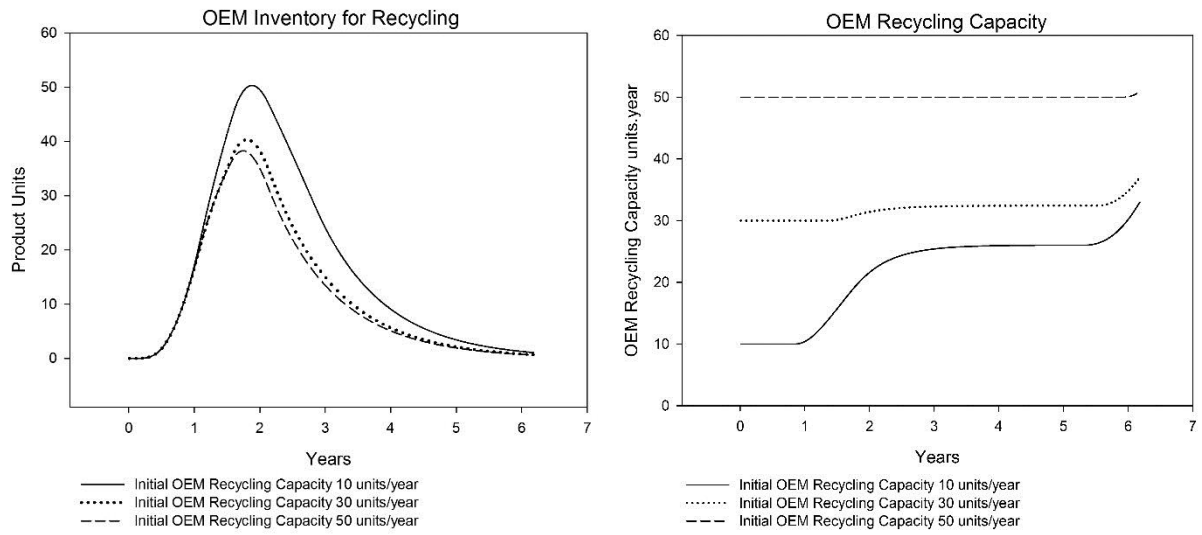 OEM Inventory for Recycling
60
50
40
30
20
10
0
Product Units
0 1 2 3 4 5 6 7
Years
Initial OEM Recycling Capacity 10 units/year
Initial OEM Recycling Capacity 30 units/year
Initial OEM Recycling Capacity 50 units/year
OEM Recycling Capacity
60
50
40
30
20
10
0
OEM Recycling Capacity units.year
0 1 2 3 4 5 6 7
Years
Initial OEM Recycling Capacity 10 units/year
Initial OEM Recycling Capacity 30 units/year
Initial OEM Recycling Capacity 50 units/year